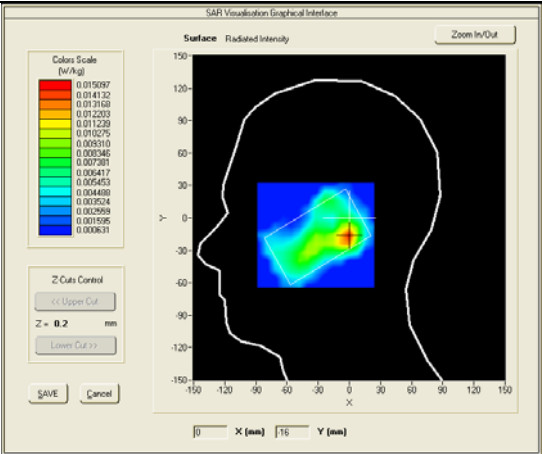 SAR Visualisation Graphical Interface
Surface Radiated Intensity
Zoom In/Out
Colors Scale
(W/kg)
0.015097
0.014132
0.013168
0.012203
0.011239
0.010275
0.009310
0.008346
0.007381
0.006417
0.005453
0.004488
0.003524
0.002559
0.001595
0.000631
Z-Cuts Control
<< Upper Cut
Z = 0.2 mm
Lower Cut >>
SAVE Cancel
150-
120-
90-
60-
30-
0-
-30-
-60-
-90-
-120-
-150-
Y
-150 -120 -90 -60 -30 0 30 60 90 120 150
X
0 X (mm) -16 Y (mm)